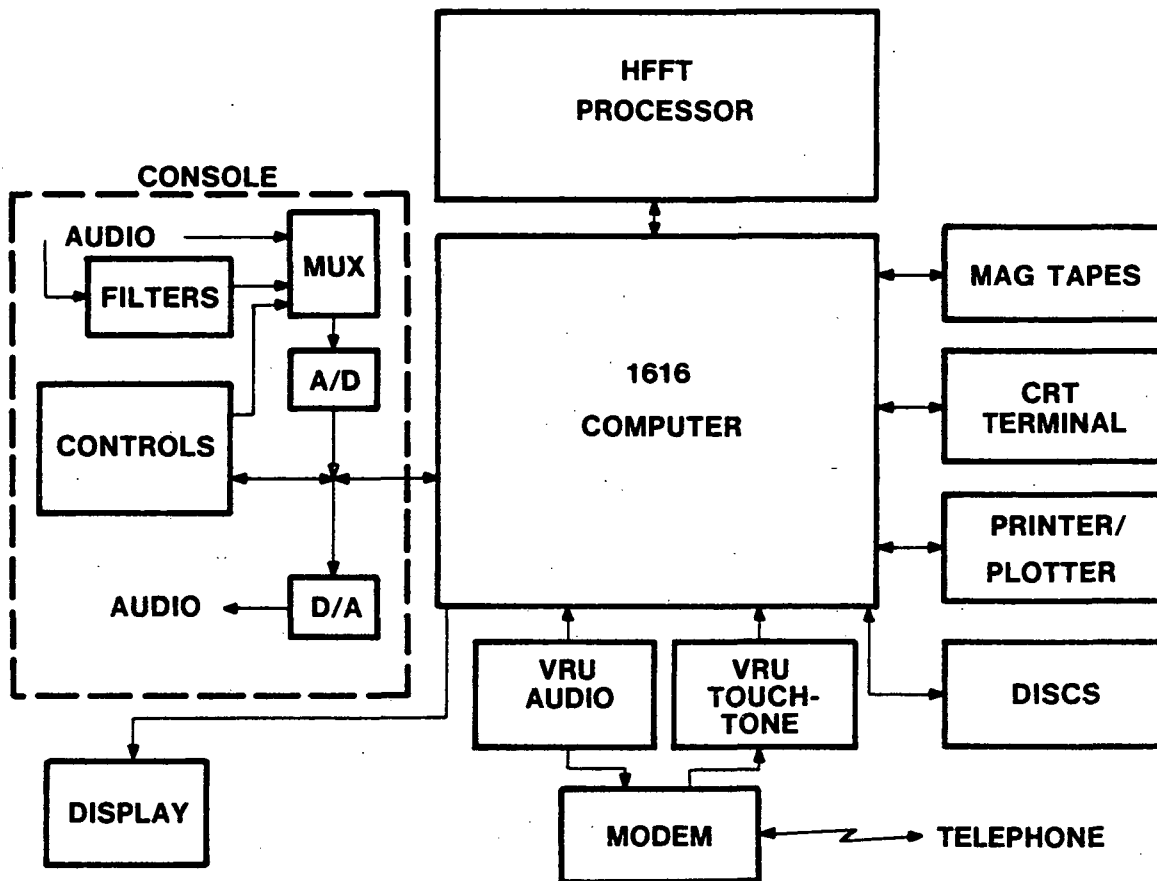 HFFT
PROCESSOR
CONSOLE
AUDIO
MUX
FILTERS
A/D
CONTROLS
AUDIO
D/A
1616
COMPUTER
MAG TAPES
CRT
TERMINAL
PRINTER/
PLOTTER
DISCS
VRU
AUDIO
VRU
TOUCH-
TONE
DISPLAY
MODEM
TELEPHONE